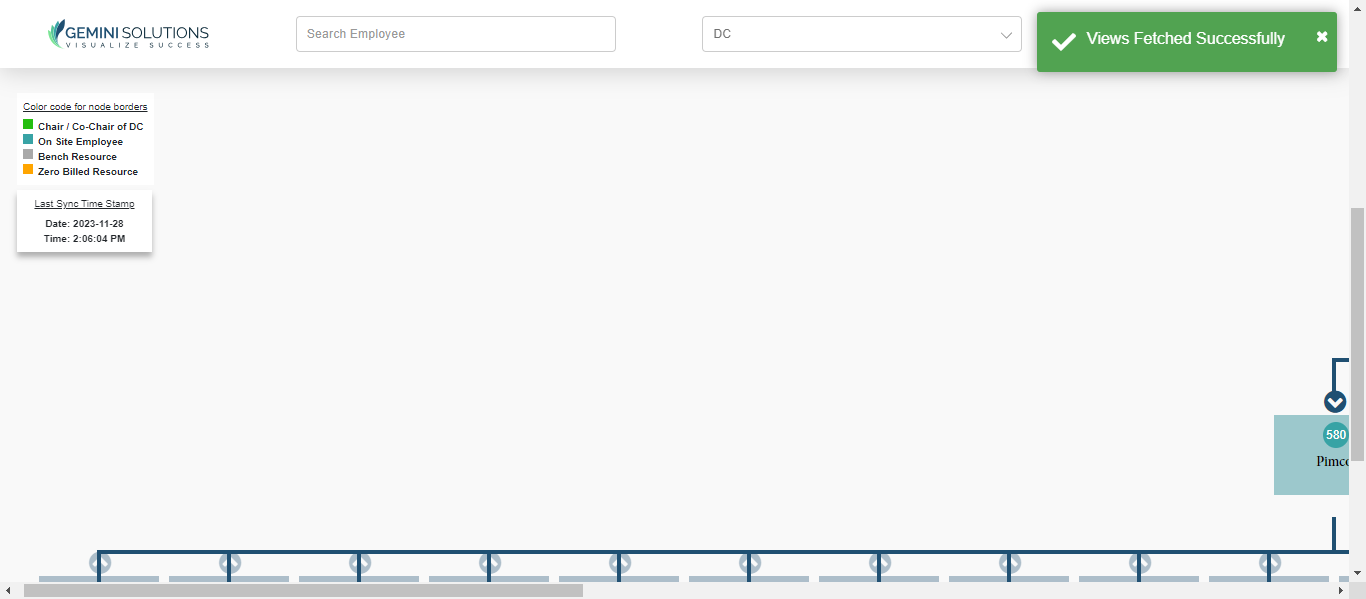 GEMINI SOLUTIONS
VISUALIZE SUCCESS
Search Employee
DC
Views Fetched Successfully
Color code for node borders
Chair / Co-Chair of DC
On Site Employee
Bench Resource
Zero Billed Resource
Last Sync Time Stamp
Date: 2023-11-28
Time: 2:06:04 PM
580
Pimco